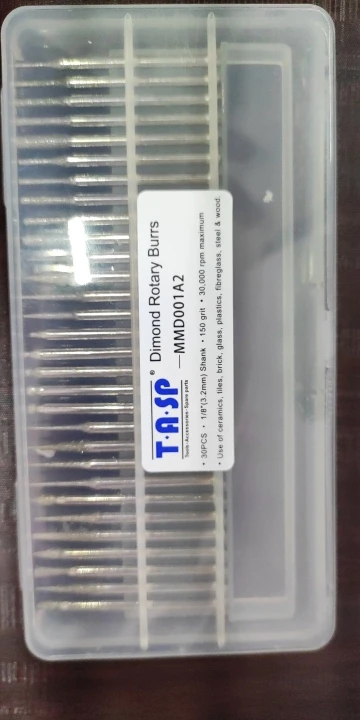 T·A·SP® Dimond Rotary Burrs
Tools-Accessories-Spare parts
—MMD001A2
• 30PCS • 1/8"(3.2mm) Shank • 150 grit • 30,000 rpm maximum
• Use of ceramics, tiles, brick, glass, plastics, fibreglass, steel & wood.